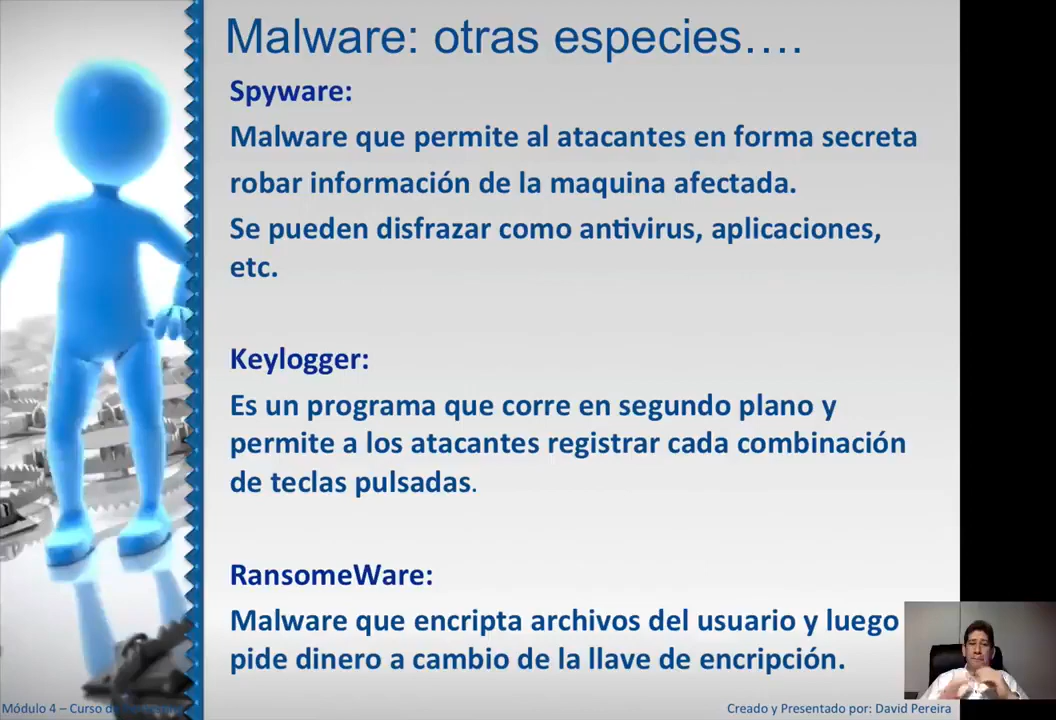 Malware: otras especies….
Spyware:
Malware que permite al atacantes en forma secreta
robar información de la maquina afectada.
Se pueden disfrazar como antivirus, aplicaciones,
etc.
Keylogger:
Es un programa que corre en segundo plano y
permite a los atacantes registrar cada combinación
de teclas pulsadas.
RansomeWare:
Malware que encripta archivos del usuario y luego
pide dinero a cambio de la llave de encripción.
Módulo 4 – Curso
Creado y Presentado por: David Pereira